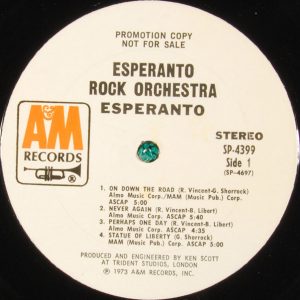 PROMOTION COPY
NOT FOR SALE
ESPERANTO
ROCK ORCHESTRA
ESPERANTO
A&M
RECORDS
STEREO
SP-4399
Side 1
(SP-4697)
1. ON DOWN THE ROAD (R. Vincent-G. Sharrock)
Almo Music Corp./MAM (Music Pub.) Corp.
ASCAP 5:00
2. NEVER AGAIN (R. Vincent-B. Libert)
Almo Music Corp. ASCAP 5:40
3. PERHAPS ONE DAY (R. Vincent-B. Libert)
Almo Music Corp. ASCAP 4:35
4. STATUE OF LIBERTY (G. Sharrock)
MAM (Music Pub.) Corp. ASCAP 5:00
PRODUCED AND ENGINEERED BY KEN SCOTT
AT TRIDENT STUDIOS, LONDON
℗ 1973 A&M RECORDS, INC.